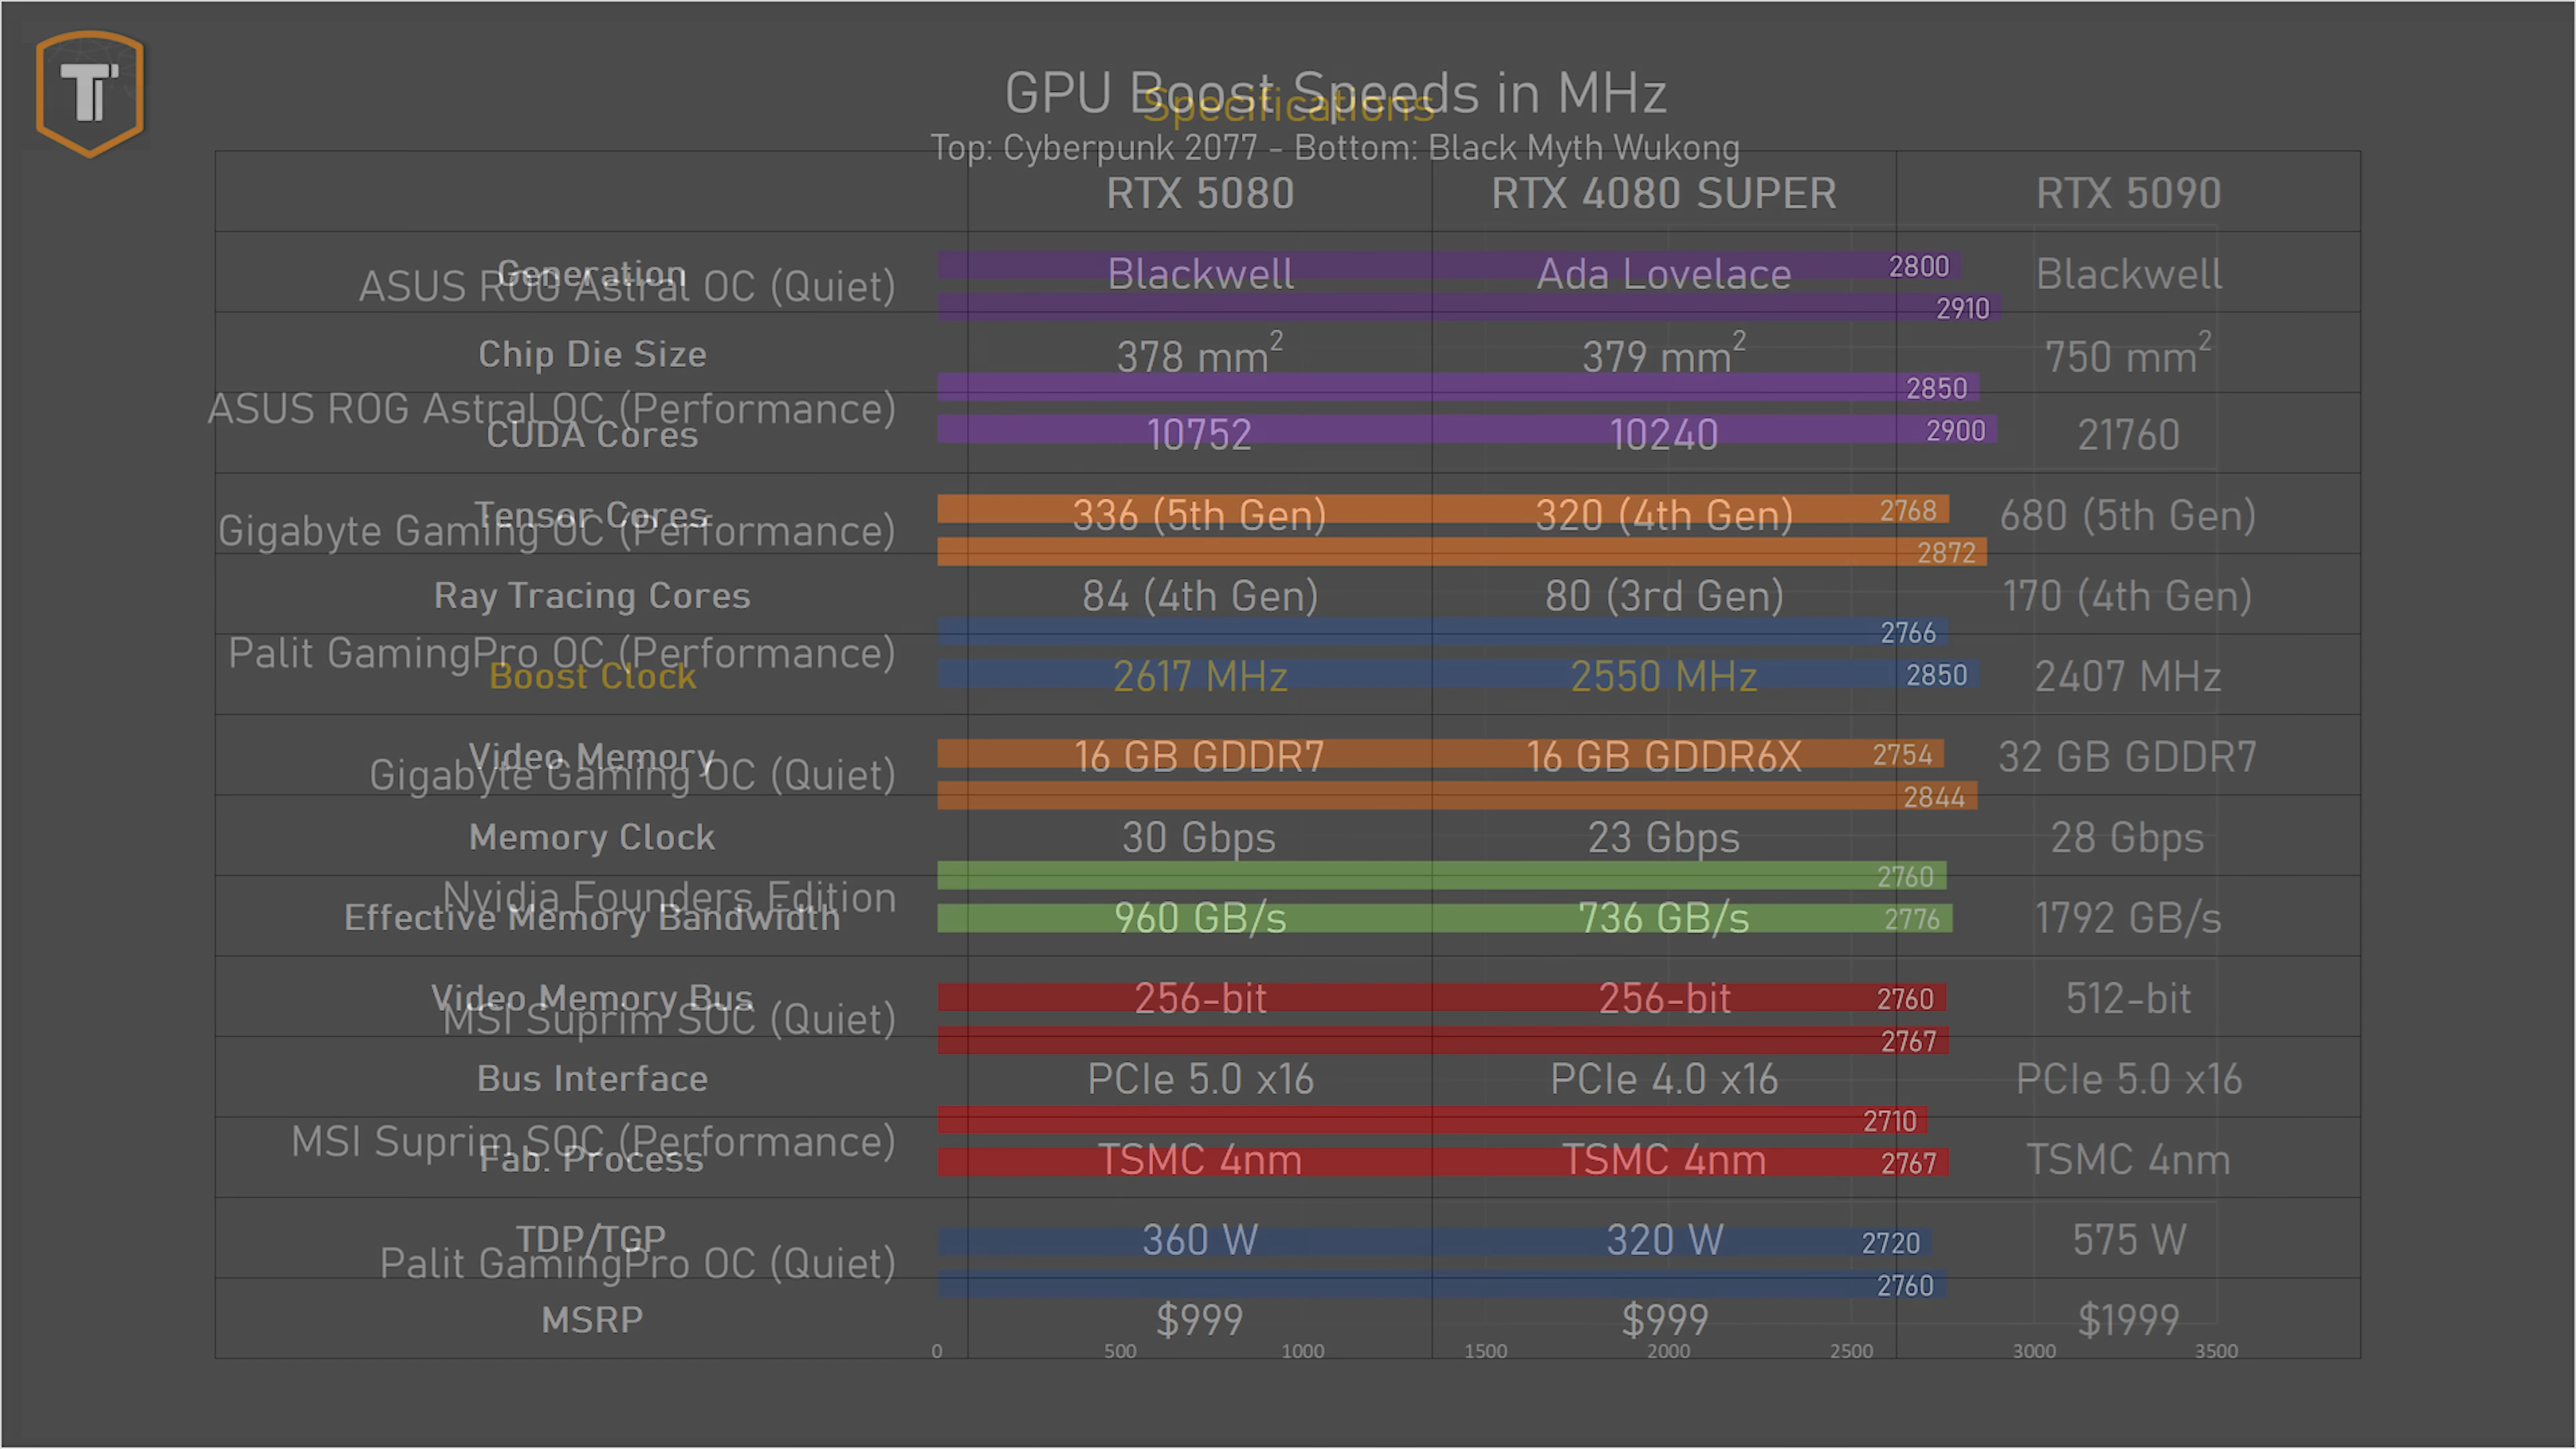 GPU Boost Speeds in MHz
Specifications
Top: Cyberpunk 2077 - Bottom: Black Myth Wukong
RTX 5080 RTX 4080 SUPER RTX 5090
Generation Blackwell Ada Lovelace Blackwell
ASUS ROG Astral OC (Quiet) 2800 2910
Chip Die Size 378 mm² 379 mm² 750 mm²
ASUS ROG Astral OC (Performance) 2850 2900
CUDA Cores 10752 10240 21760
Tensor Cores 336 (5th Gen) 320 (4th Gen) 680 (5th Gen)
Gigabyte Gaming OC (Performance) 2768 2872
Ray Tracing Cores 84 (4th Gen) 80 (3rd Gen) 170 (4th Gen)
Palit GamingPro OC (Performance) 2766 2850
Boost Clock 2617 MHz 2550 MHz 2407 MHz
Video Memory 16 GB GDDR7 16 GB GDDR6X 32 GB GDDR7
Gigabyte Gaming OC (Quiet) 2754 2844
Memory Clock 30 Gbps 23 Gbps 28 Gbps
Nvidia Founders Edition 2760 2776
Effective Memory Bandwidth 960 GB/s 736 GB/s 1792 GB/s
Video Memory Bus 256-bit 256-bit 512-bit
MSI Suprim SOC (Quiet) 2760 2767
Bus Interface PCIe 5.0 x16 PCIe 4.0 x16 PCIe 5.0 x16
MSI Suprim SOC (Performance) 2710 2767
Fab. Process TSMC 4nm TSMC 4nm TSMC 4nm
TDP/TGP 360 W 320 W 575 W
Palit GamingPro OC (Quiet) 2720 2760
MSRP $999 $999 $1999
0 500 1000 1500 2000 2500 3000 3500